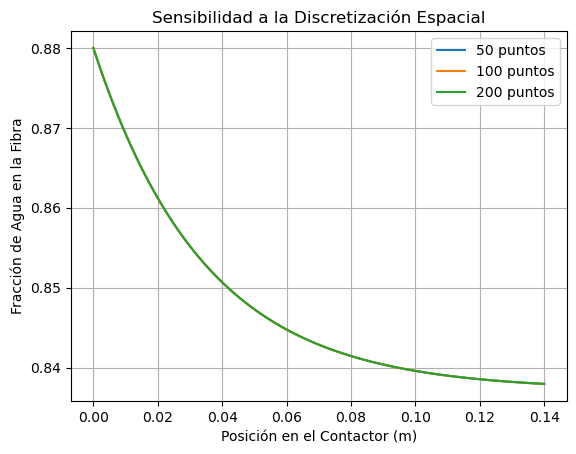 Sensibilidad a la Discretización Espacial
50 puntos
100 puntos
200 puntos
Fracción de Agua en la Fibra
0.88
0.87
0.86
0.85
0.84
0.00 0.02 0.04 0.06 0.08 0.10 0.12 0.14
Posición en el Contactor (m)